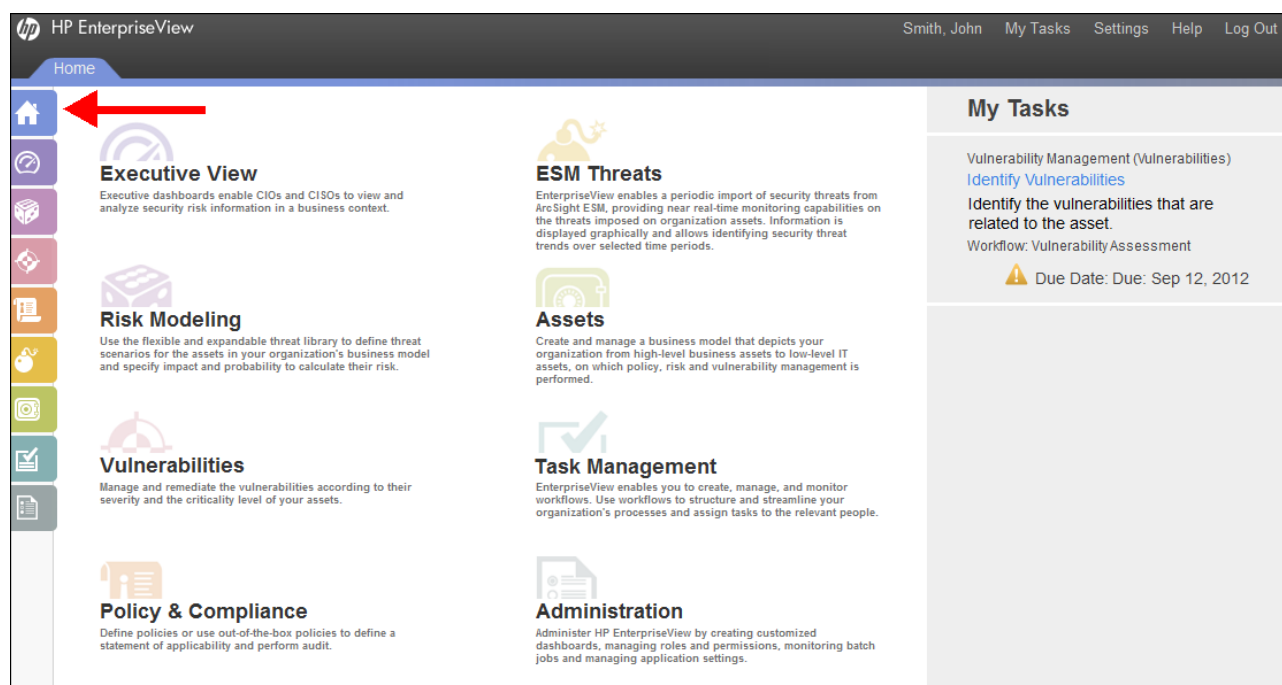 hp HP EnterpriseView
Smith, John My Tasks Settings Help Log Out
Home
Executive View
Executive dashboards enable CIOs and CISOs to view and
analyze security risk information in a business context.
ESM Threats
EnterpriseView enables a periodic import of security threats from
ArcSight ESM, providing near real-time monitoring capabilities on
the threats imposed on organization assets. Information is
displayed graphically and allows identifying security threat
trends over selected time periods.
Risk Modeling
Use the flexible and expandable threat library to define threat
scenarios for the assets in your organization's business model
and specify impact and probability to calculate their risk.
Assets
Create and manage a business model that depicts your
organization from high-level business assets to low-level IT
assets, on which policy, risk and vulnerability management is
performed.
Vulnerabilities
Manage and remediate the vulnerabilities according to their
severity and the criticality level of your assets.
Task Management
EnterpriseView enables you to create, manage, and monitor
workflows. Use workflows to structure and streamline your
organization's processes and assign tasks to the relevant people.
Policy & Compliance
Define policies or use out-of-the-box policies to define a
statement of applicability and perform audit.
Administration
Administer HP EnterpriseView by creating customized
dashboards, managing roles and permissions, monitoring batch
jobs and managing application settings.
My Tasks
Vulnerability Management (Vulnerabilities)
Identify Vulnerabilities
Identify the vulnerabilities that are
related to the asset.
Workflow: Vulnerability Assessment
Due Date: Due: Sep 12, 2012